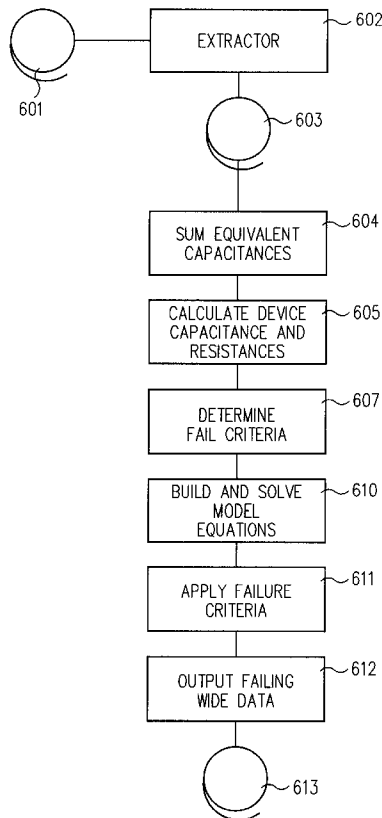 602
EXTRACTOR
601
603
604
SUM EQUIVALENT
CAPACITANCES
605
CALCULATE DEVICE
CAPACITANCE AND
RESISTANCES
607
DETERMINE
FAIL CRITERIA
610
BUILD AND SOLVE
MODEL
EQUATIONS
611
APPLY FAILURE
CRITERIA
612
OUTPUT FAILING
WIDE DATA
613